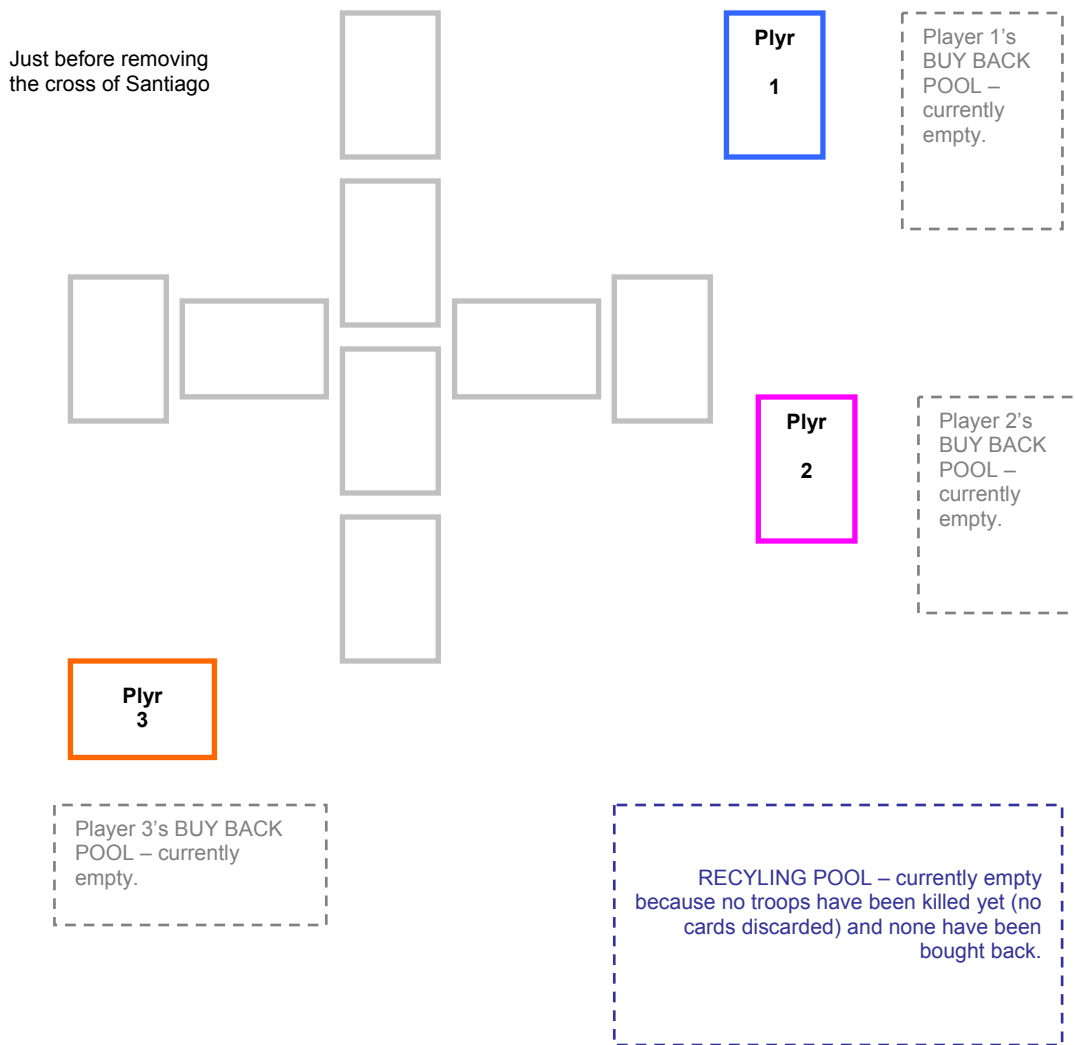 Just before removing
the cross of Santiago
Plyr
1
Player 1's
BUY BACK
POOL –
currently
empty.
Plyr
2
Player 2's
BUY BACK
POOL –
currently
empty.
Plyr
3
Player 3's BUY BACK
POOL – currently
empty.
RECYLING POOL – currently empty
because no troops have been killed yet (no
cards discarded) and none have been
bought back.